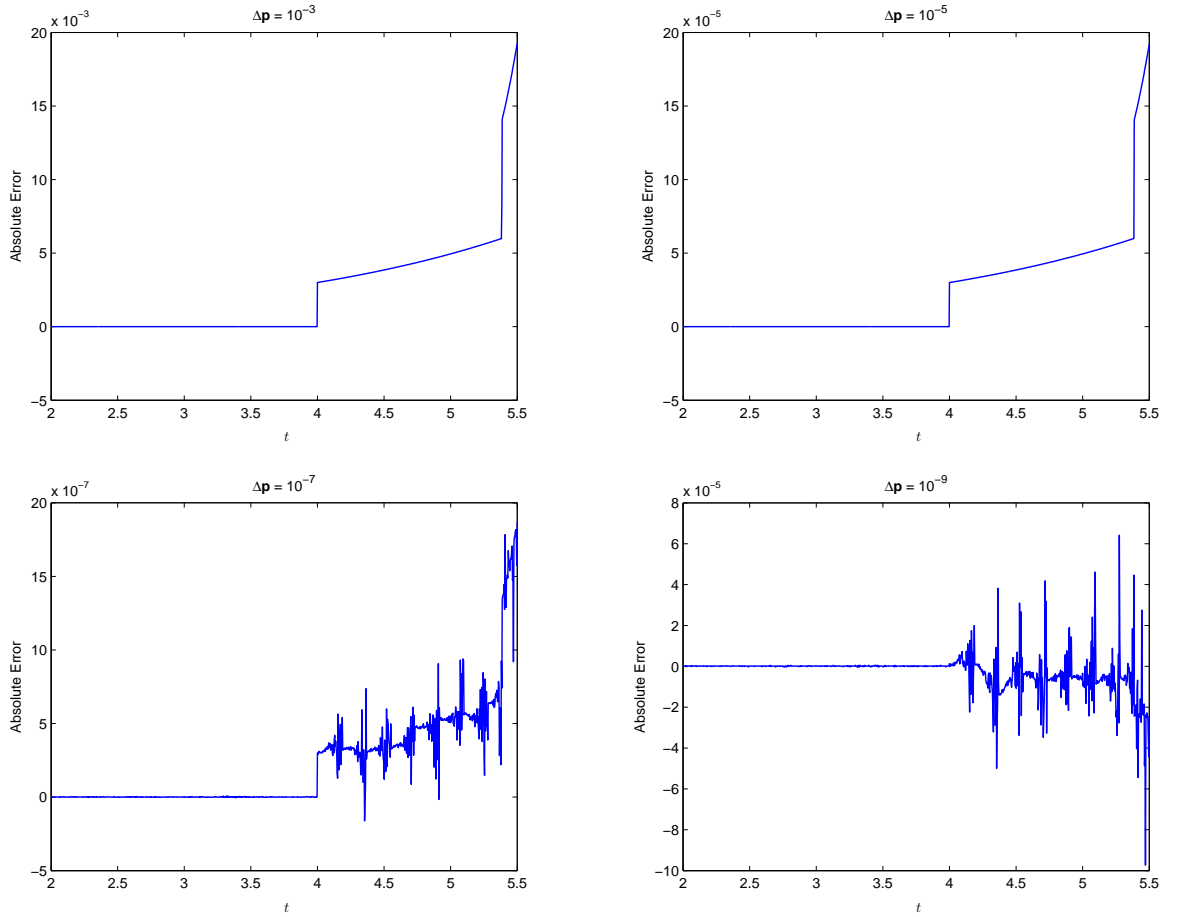 x 10⁻³
Δp = 10⁻³
20
15
10
5
0
−5
Absolute Error
2 2.5 3 3.5 4 4.5 5 5.5
t
x 10⁻⁵
Δp = 10⁻⁵
20
15
10
5
0
−5
Absolute Error
2 2.5 3 3.5 4 4.5 5 5.5
t
x 10⁻⁷
Δp = 10⁻⁷
20
15
10
5
0
−5
Absolute Error
2 2.5 3 3.5 4 4.5 5 5.5
t
x 10⁻⁵
Δp = 10⁻⁹
8
6
4
2
0
−2
−4
−6
−8
−10
Absolute Error
2 2.5 3 3.5 4 4.5 5 5.5
t